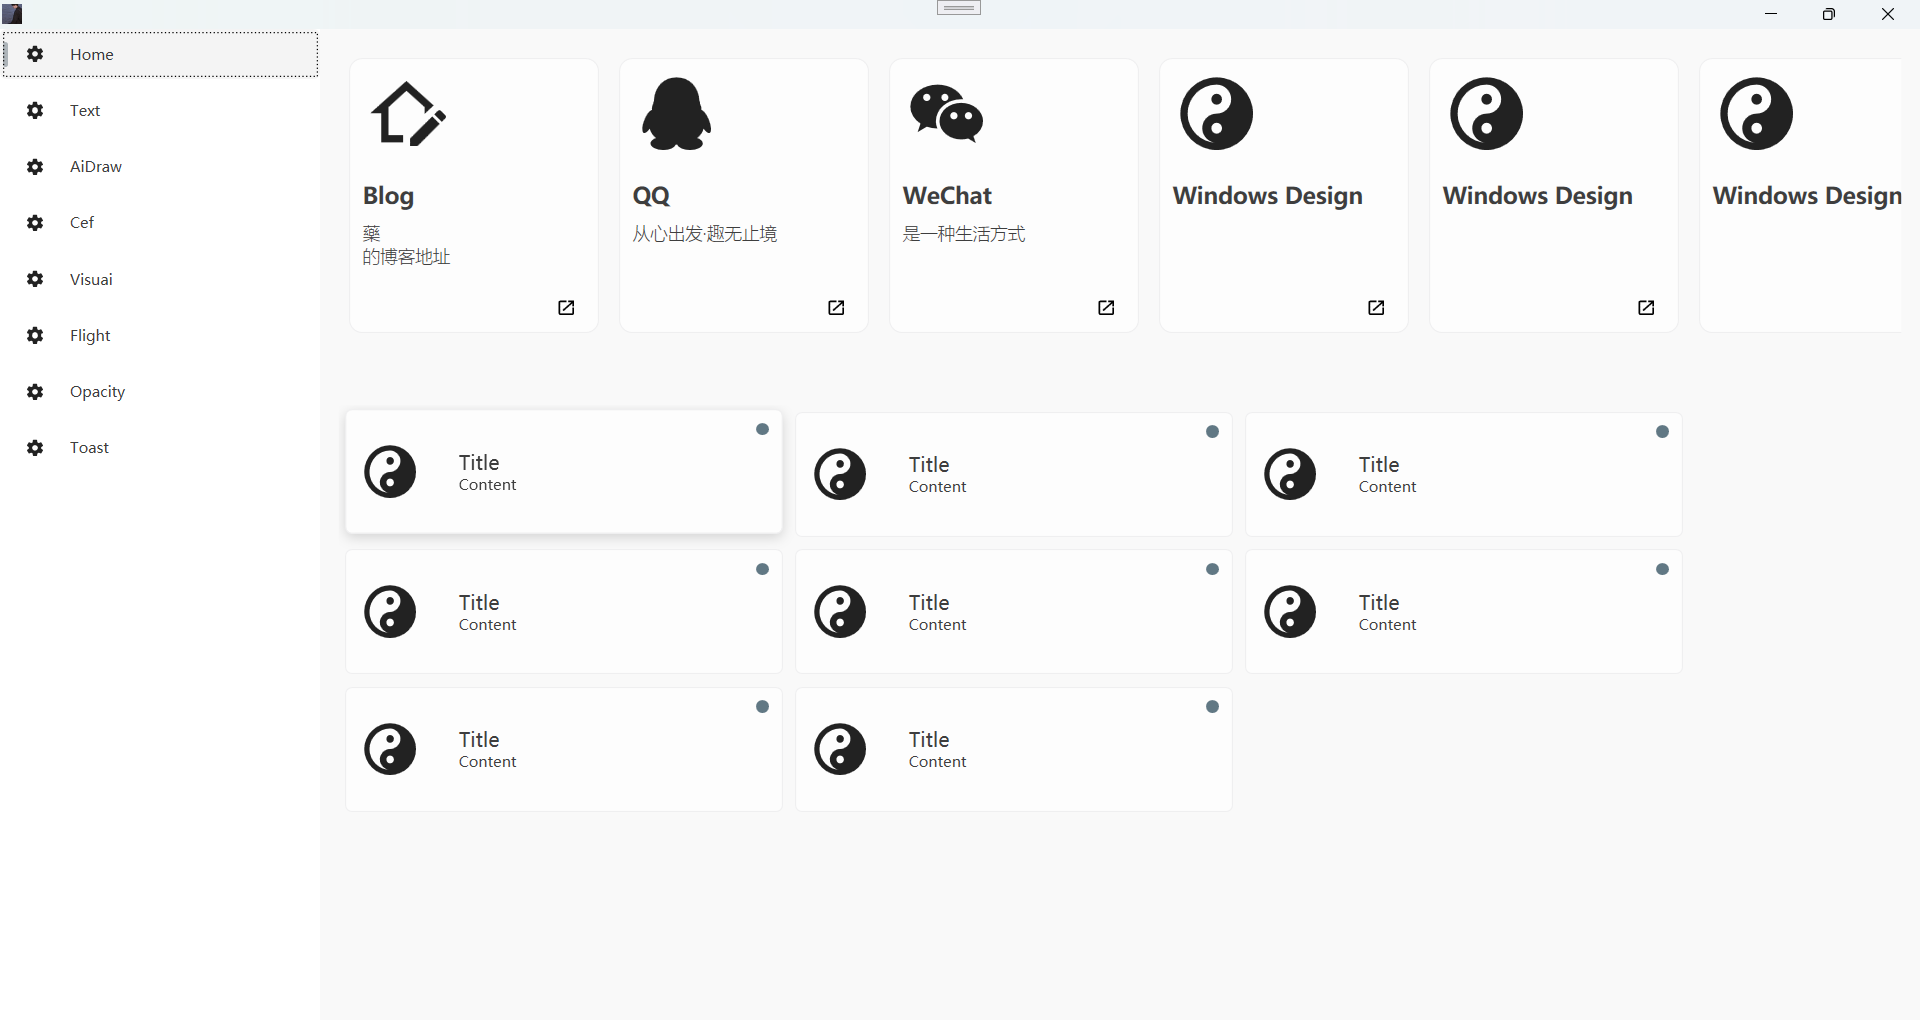 Home
Text
AiDraw
Cef
Visuai
Flight
Opacity
Toast
Blog
藥
的博客地址
QQ
从心出发·趣无止境
WeChat
是一种生活方式
Windows Design
Windows Design
Windows Design
Title
Content
Title
Content
Title
Content
Title
Content
Title
Content
Title
Content
Title
Content
Title
Content